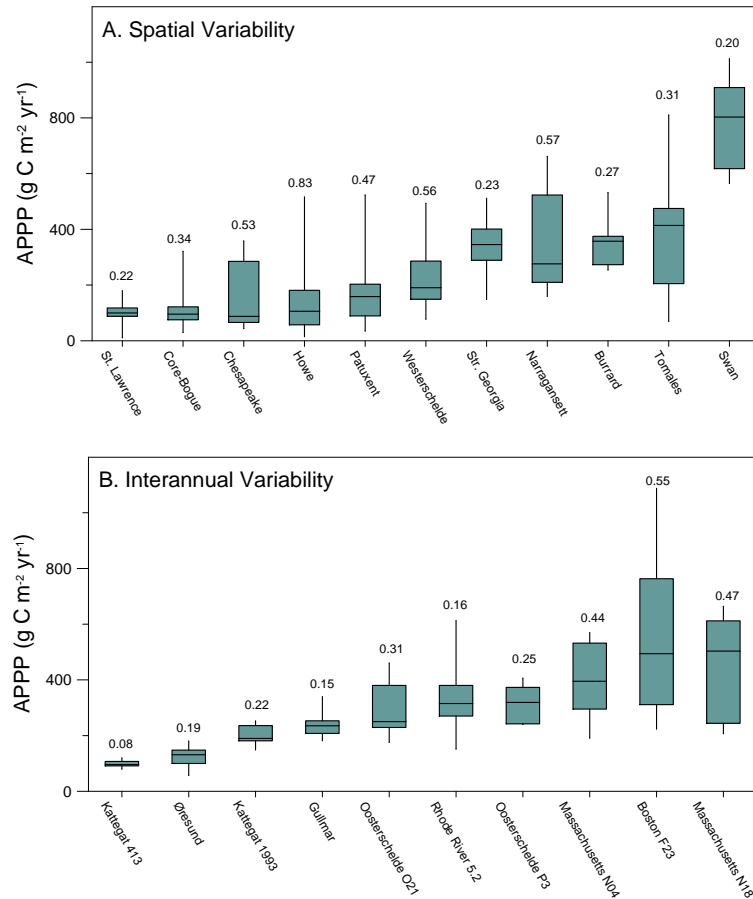 A. Spatial Variability
APPP (g C m⁻² yr⁻¹)
800
400
0
0.22
0.34
0.53
0.83
0.47
0.56
0.23
0.57
0.27
0.31
0.20
St. Lawrence
Core-Bogue
Chesapeake
Howe
Patuxent
Westerschelde
Str. Georgia
Narragansett
Burrard
Tomales
Swan
B. Interannual Variability
APPP (g C m⁻² yr⁻¹)
800
400
0
0.08
0.19
0.22
0.15
0.31
0.16
0.25
0.44
0.55
0.47
Kattegat 413
Øresund
Kattegat 1993
Gullmar
Oosterschelde O21
Rhode River 5.2
Oosterschelde P3
Massachusetts N04
Boston F23
Massachusetts N18